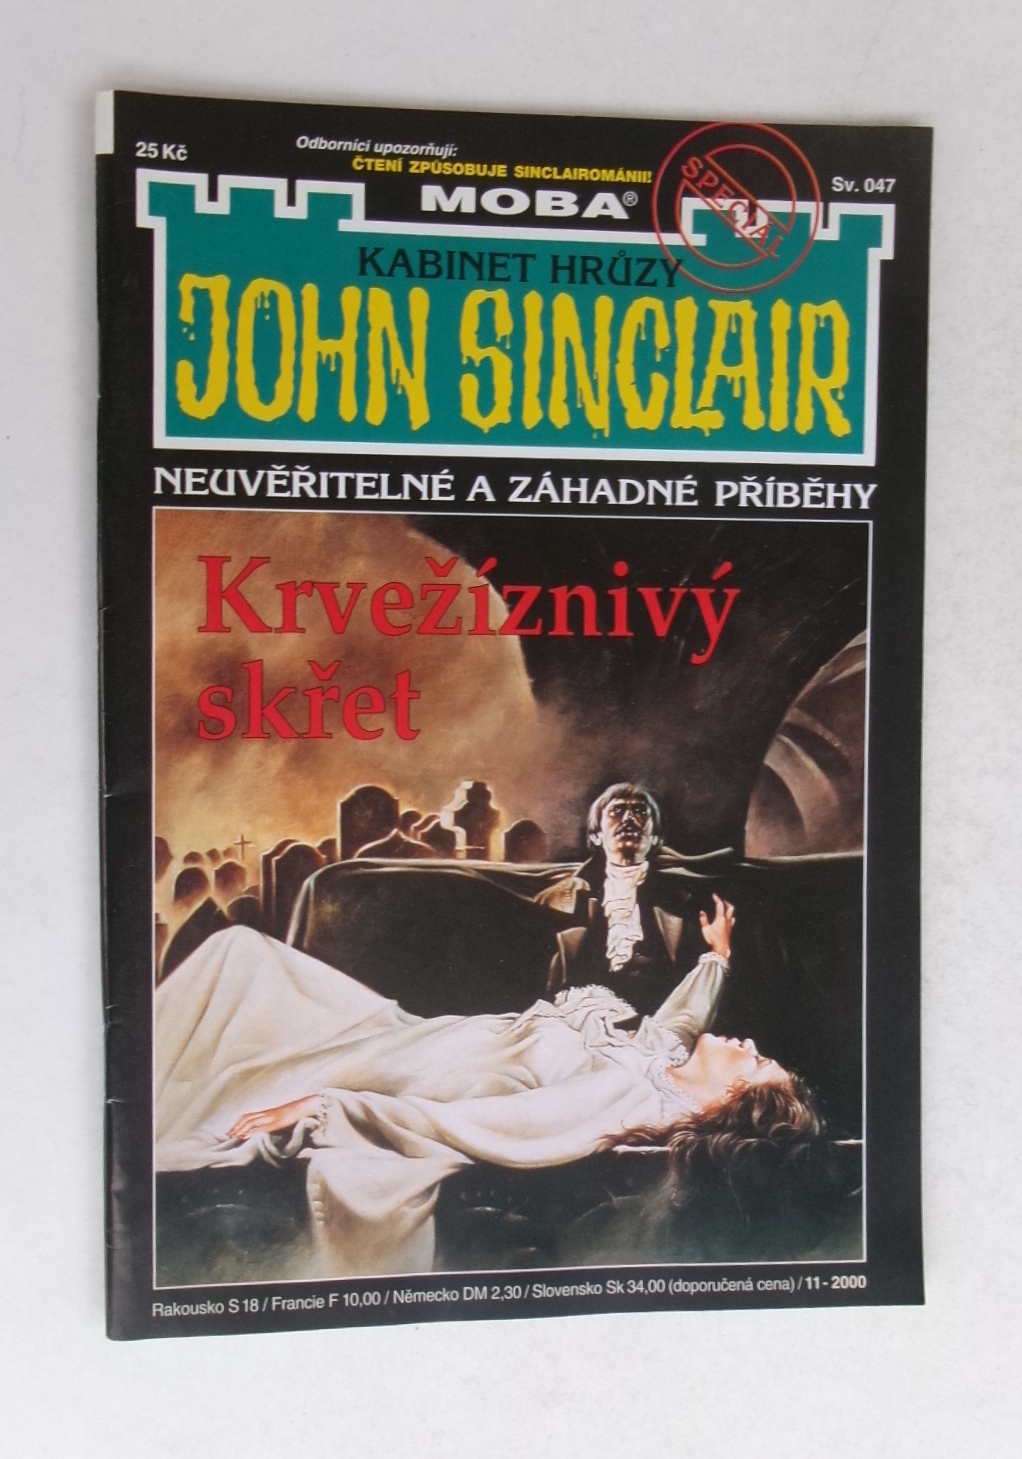 25 Kč
Odborníci upozorňují:
ČTENÍ ZPŮSOBUJE SINCLAIROMÁNII!
MOBA®
SPECIÁL
Sv. 047
KABINET HRŮZY
JOHN SINCLAIR
NEUVĚŘITELNÉ A ZÁHADNÉ PŘÍBĚHY
Krvežíznivý
skřet
Rakousko S 18 / Francie F 10,00 / Německo DM 2,30 / Slovensko Sk 34,00 (doporučená cena) / 11 - 2000